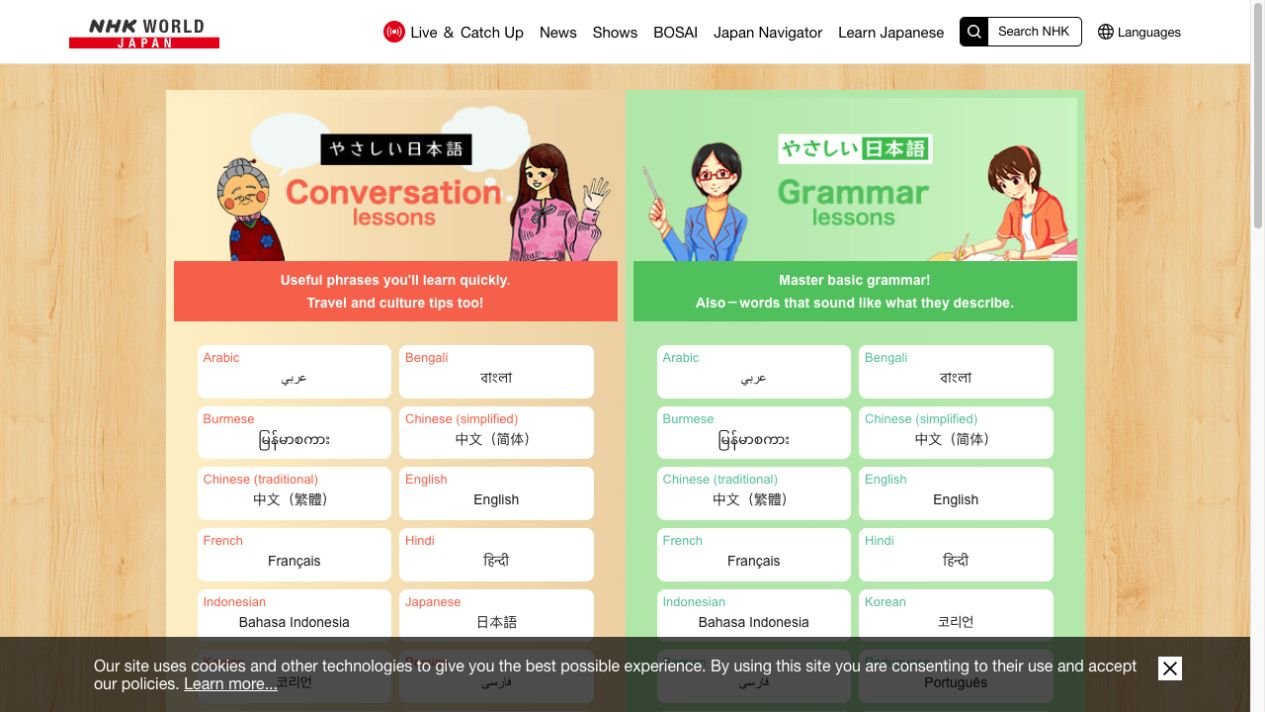 NHK WORLD
JAPAN
Live & Catch Up
News
Shows
BOSAI
Japan Navigator
Learn Japanese
Search NHK
Languages
やさしい日本語
Conversation
lessons
Useful phrases you'll learn quickly.
Travel and culture tips too!
Arabic
عربي
Bengali
বাংলা
Burmese
မြန်မာစကား
Chinese (simplified)
中文（简体）
Chinese (traditional)
中文（繁體）
English
English
French
Français
Hindi
हिन्दी
Indonesian
Bahasa Indonesia
Japanese
日本語
코리언
فارسی
やさしい日本語
Grammar
lessons
Master basic grammar!
Also－words that sound like what they describe.
Arabic
عربي
Bengali
বাংলা
Burmese
မြန်မာစကား
Chinese (simplified)
中文（简体）
Chinese (traditional)
中文（繁體）
English
English
French
Français
Hindi
हिन्दी
Indonesian
Bahasa Indonesia
Korean
코리언
فارسی
Português
Our site uses cookies and other technologies to give you the best possible experience. By using this site you are consenting to their use and accept
our policies. Learn more...